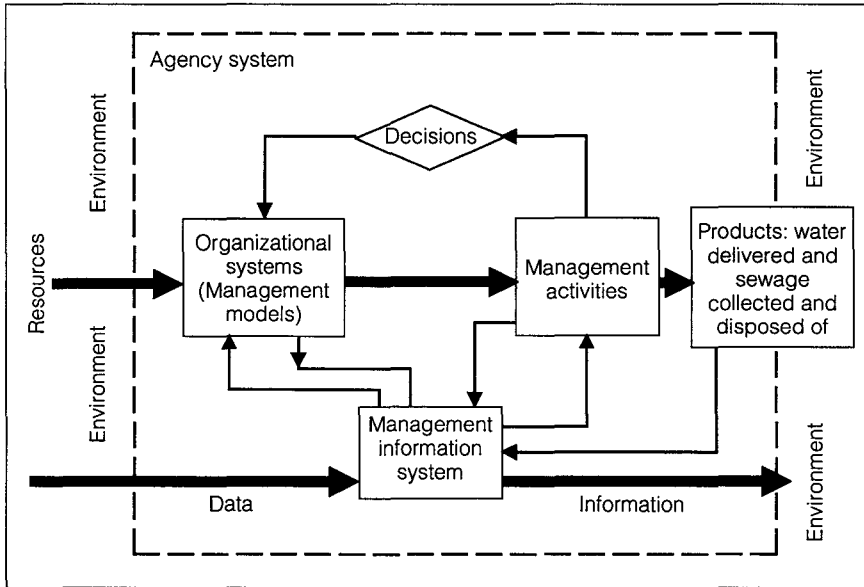 Agency system
Environment
Environment
Decisions
Resources
Organizational
systems
(Management
models)
Management
activities
Products: water
delivered and
sewage
collected and
disposed of
Environment
Management
information
system
Data
Information
Environment